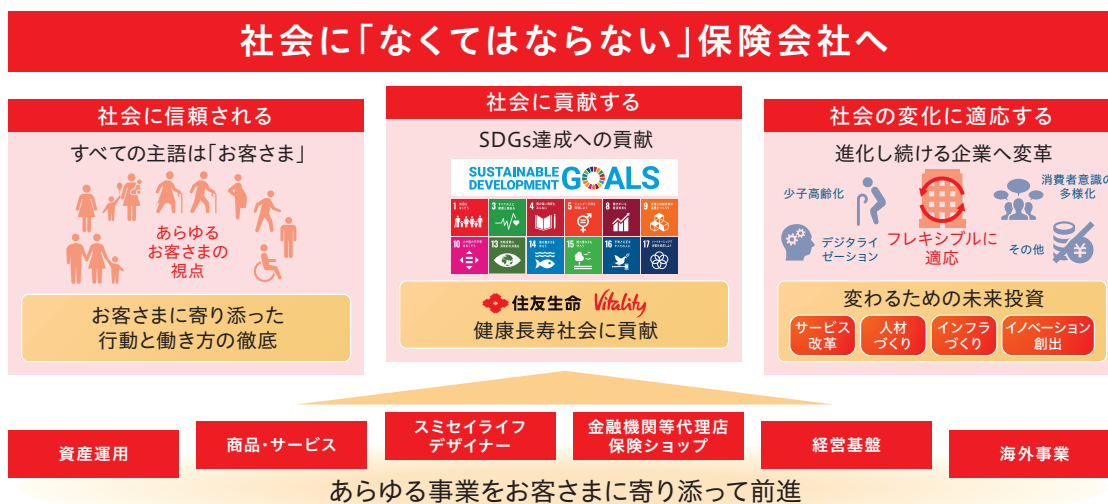 社会に「なくてはならない」保険会社へ
社会に信頼される
すべての主語は「お客さま」
あらゆる
お客さまの
視点
お客さまに寄り添った
行動と働き方の徹底
社会に貢献する
SDGs達成への貢献
SUSTAINABLE
DEVELOPMENT
GOALS
1
3
4
5
8
9
10
13
14
15
16
17
住友生命 Vitality
健康長寿社会に貢献
社会の変化に適応する
進化し続ける企業へ変革
少子高齢化
消費者意識の
多様化
デジタライ
ゼーション
フレキシブルに
適応
その他
変わるための未来投資
サービス
改革
人材
づくり
インフラ
づくり
イノベーション
創出
資産運用
商品・サービス
スミセイライフ
デザイナー
金融機関等代理店
保険ショップ
経営基盤
海外事業
あらゆる事業をお客さまに寄り添って前進